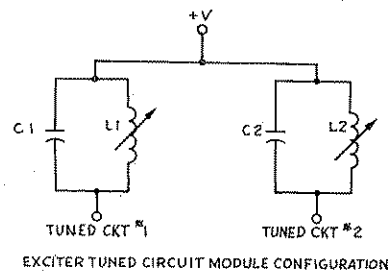 +V
C1 L1 C2 L2
TUNED CKT #1 TUNED CKT #2
EXCITER TUNED CIRCUIT MODULE CONFIGURATION